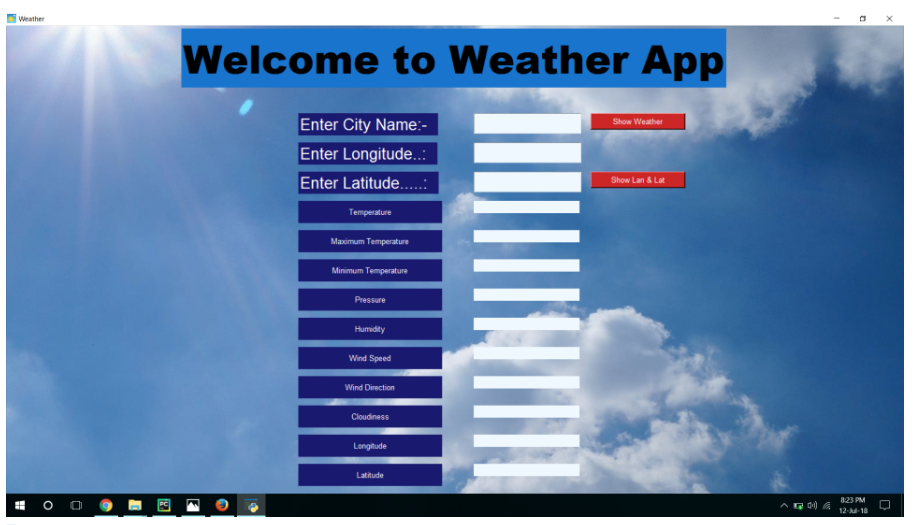 Weather
Welcome to Weather App
Enter City Name:-
Show Weather
Enter Longitude..:
Enter Latitude.....:
Show Lan & Lat
Temperature
Maximum Temperature
Minimum Temperature
Pressure
Humidity
Wind Speed
Wind Direction
Cloudiness
Longitude
Latitude
PC
8:23 PM
12-Jul-18